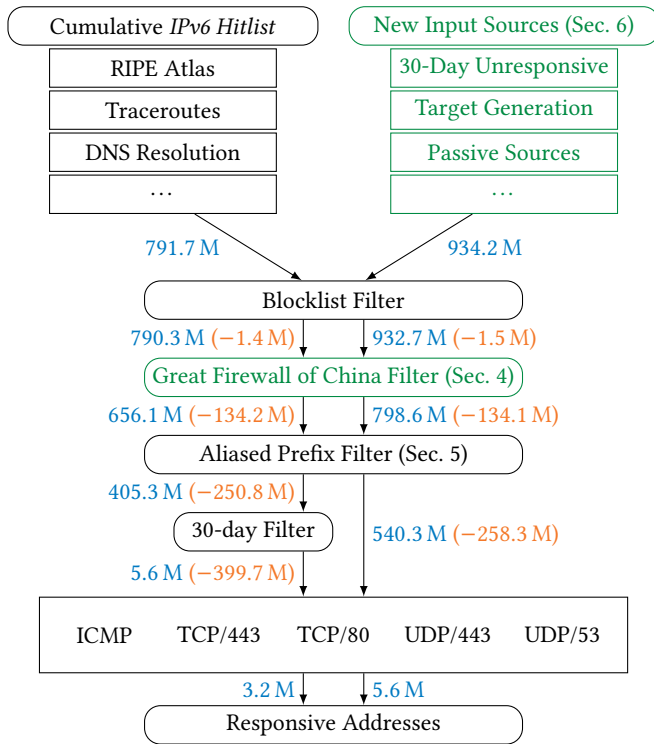 Cumulative IPv6 Hitlist
RIPE Atlas
Traceroutes
DNS Resolution
...
New Input Sources (Sec. 6)
30-Day Unresponsive
Target Generation
Passive Sources
...
791.7 M 934.2 M
Blocklist Filter
790.3 M (−1.4 M) 932.7 M (−1.5 M)
Great Firewall of China Filter (Sec. 4)
656.1 M (−134.2 M) 798.6 M (−134.1 M)
Aliased Prefix Filter (Sec. 5)
405.3 M (−250.8 M)
30-day Filter
540.3 M (−258.3 M)
5.6 M (−399.7 M)
ICMP TCP/443 TCP/80 UDP/443 UDP/53
3.2 M 5.6 M
Responsive Addresses